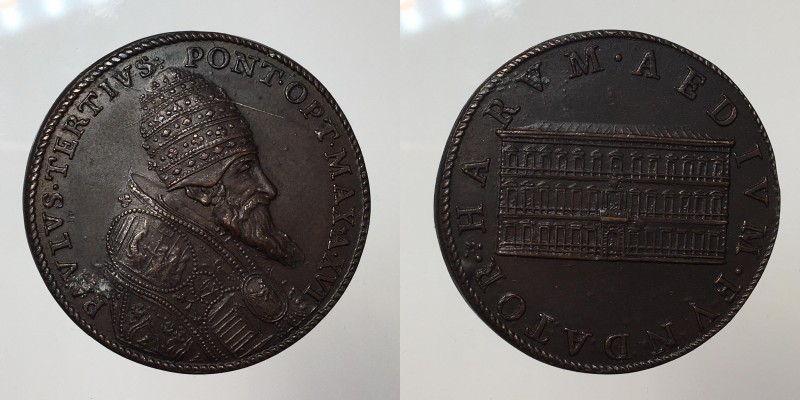 PAVLVS·TERTIVS· PONT·OPT·MAX·A·XVI·
HARVM·AEDIVM·FVNDATOR·